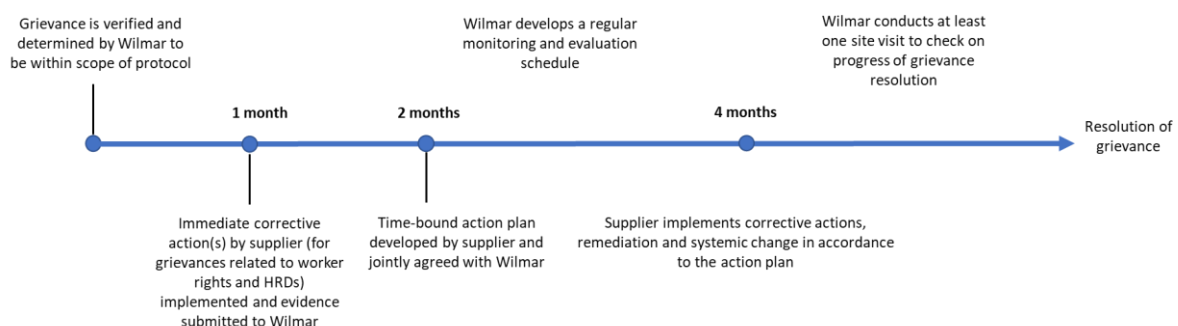 Grievance is verified and
determined by Wilmar to
be within scope of protocol
Wilmar develops a regular
monitoring and evaluation
schedule
Wilmar conducts at least
one site visit to check on
progress of grievance
resolution
1 month
2 months
4 months
Resolution of
grievance
Immediate corrective
action(s) by supplier (for
grievances related to worker
rights and HRDs)
implemented and evidence
submitted to Wilmar
Time-bound action plan
developed by supplier and
jointly agreed with Wilmar
Supplier implements corrective actions,
remediation and systemic change in accordance
to the action plan